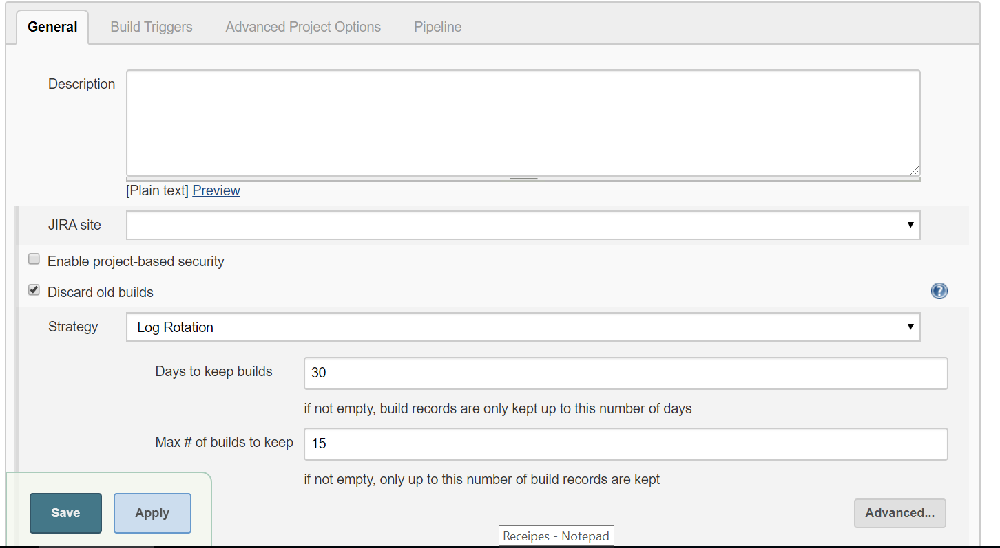 General Build Triggers Advanced Project Options Pipeline
Description
[Plain text] Preview
JIRA site
Enable project-based security
Discard old builds
?
Strategy Log Rotation
Days to keep builds 30
if not empty, build records are only kept up to this number of days
Max # of builds to keep 15
if not empty, only up to this number of build records are kept
Save Apply Advanced...
Receipes - Notepad